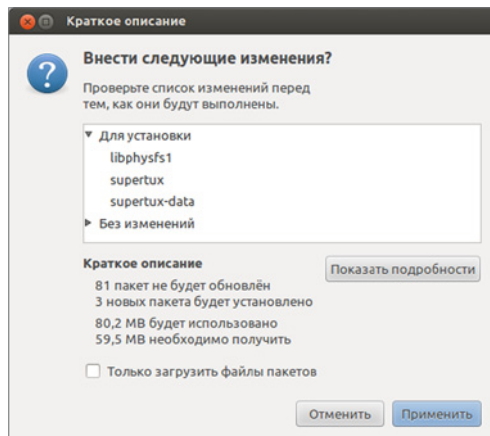 Краткое описание
Внести следующие изменения?
Проверьте список изменений перед
тем, как они будут выполнены.
Для установки
libphysfs1
supertux
supertux-data
Без изменений
Краткое описание
Показать подробности
81 пакет не будет обновлён
3 новых пакета будет установлено
80,2 MB будет использовано
59,5 MB необходимо получить
Только загрузить файлы пакетов
Отменить
Применить